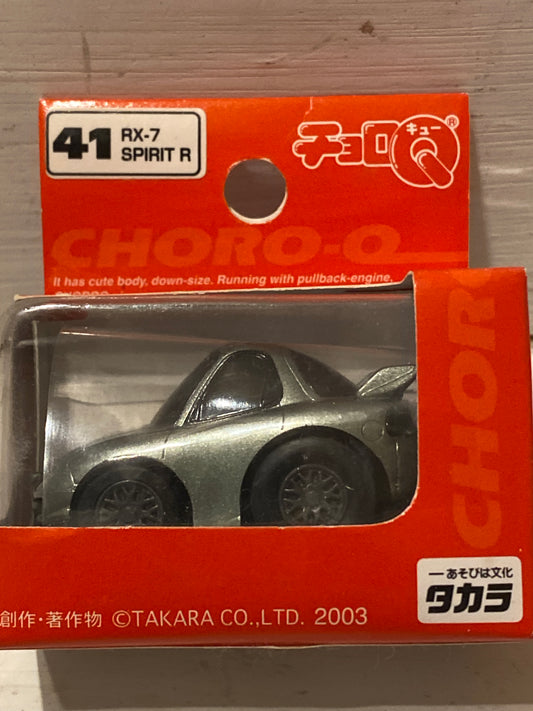 41 RX-7
SPIRIT R
チョロQ
キュー
®
CHORO-Q
It has cute body, down-size. Running with pullback-engine.
CHOR
—あそびは文化
タカラ
創作・著作物 ©TAKARA CO.,LTD. 2003